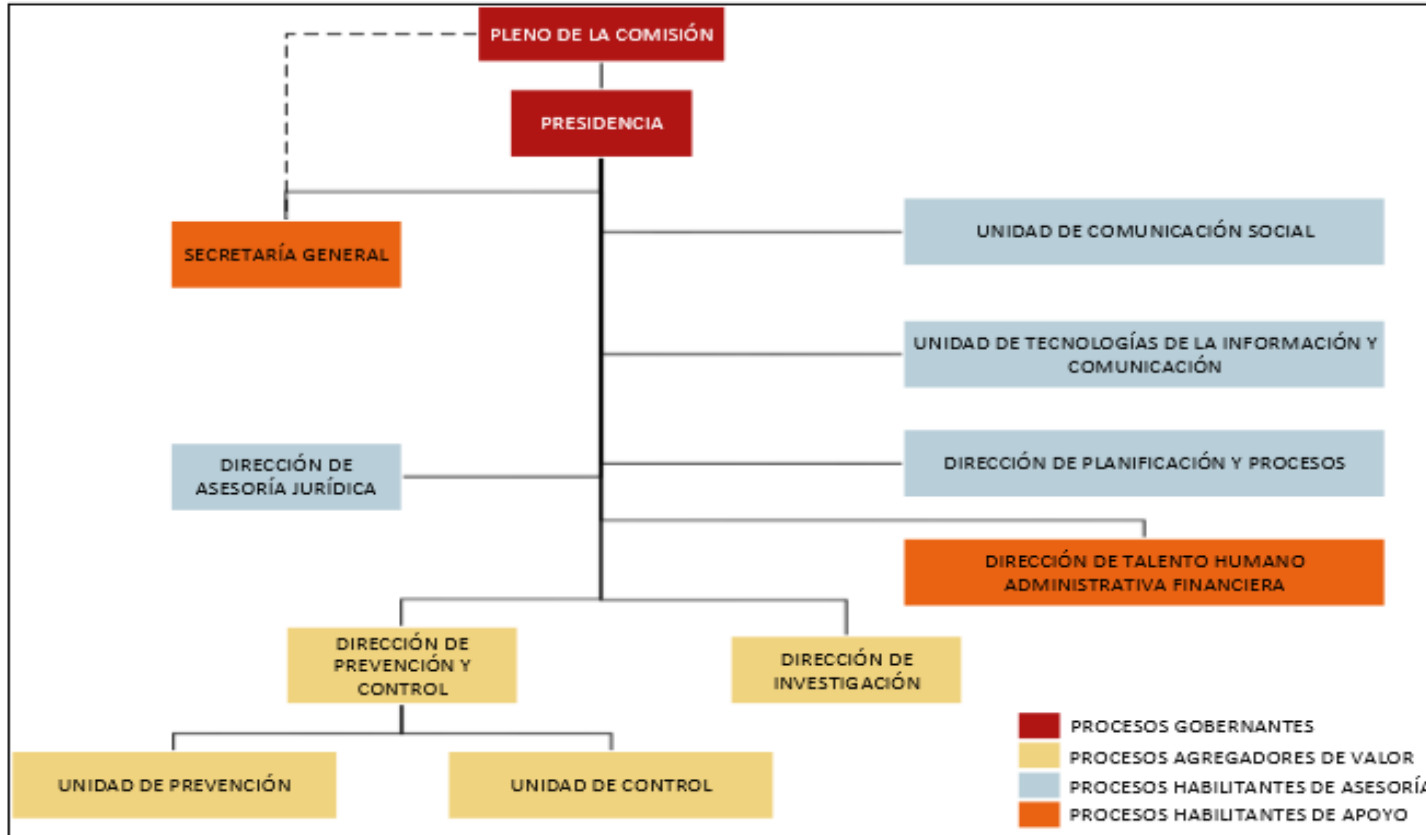 PLENO DE LA COMISIÓN
PRESIDENCIA
SECRETARÍA GENERAL
UNIDAD DE COMUNICACIÓN SOCIAL
UNIDAD DE TECNOLOGÍAS DE LA INFORMACIÓN Y
COMUNICACIÓN
DIRECCIÓN DE
ASESORÍA JURÍDICA
DIRECCIÓN DE PLANIFICACIÓN Y PROCESOS
DIRECCIÓN DE TALENTO HUMANO
ADMINISTRATIVA FINANCIERA
DIRECCIÓN DE
PREVENCIÓN Y
CONTROL
DIRECCIÓN DE
INVESTIGACIÓN
UNIDAD DE PREVENCIÓN
UNIDAD DE CONTROL
PROCESOS GOBERNANTES
PROCESOS AGREGADORES DE VALOR
PROCESOS HABILITANTES DE ASESORÍA
PROCESOS HABILITANTES DE APOYO